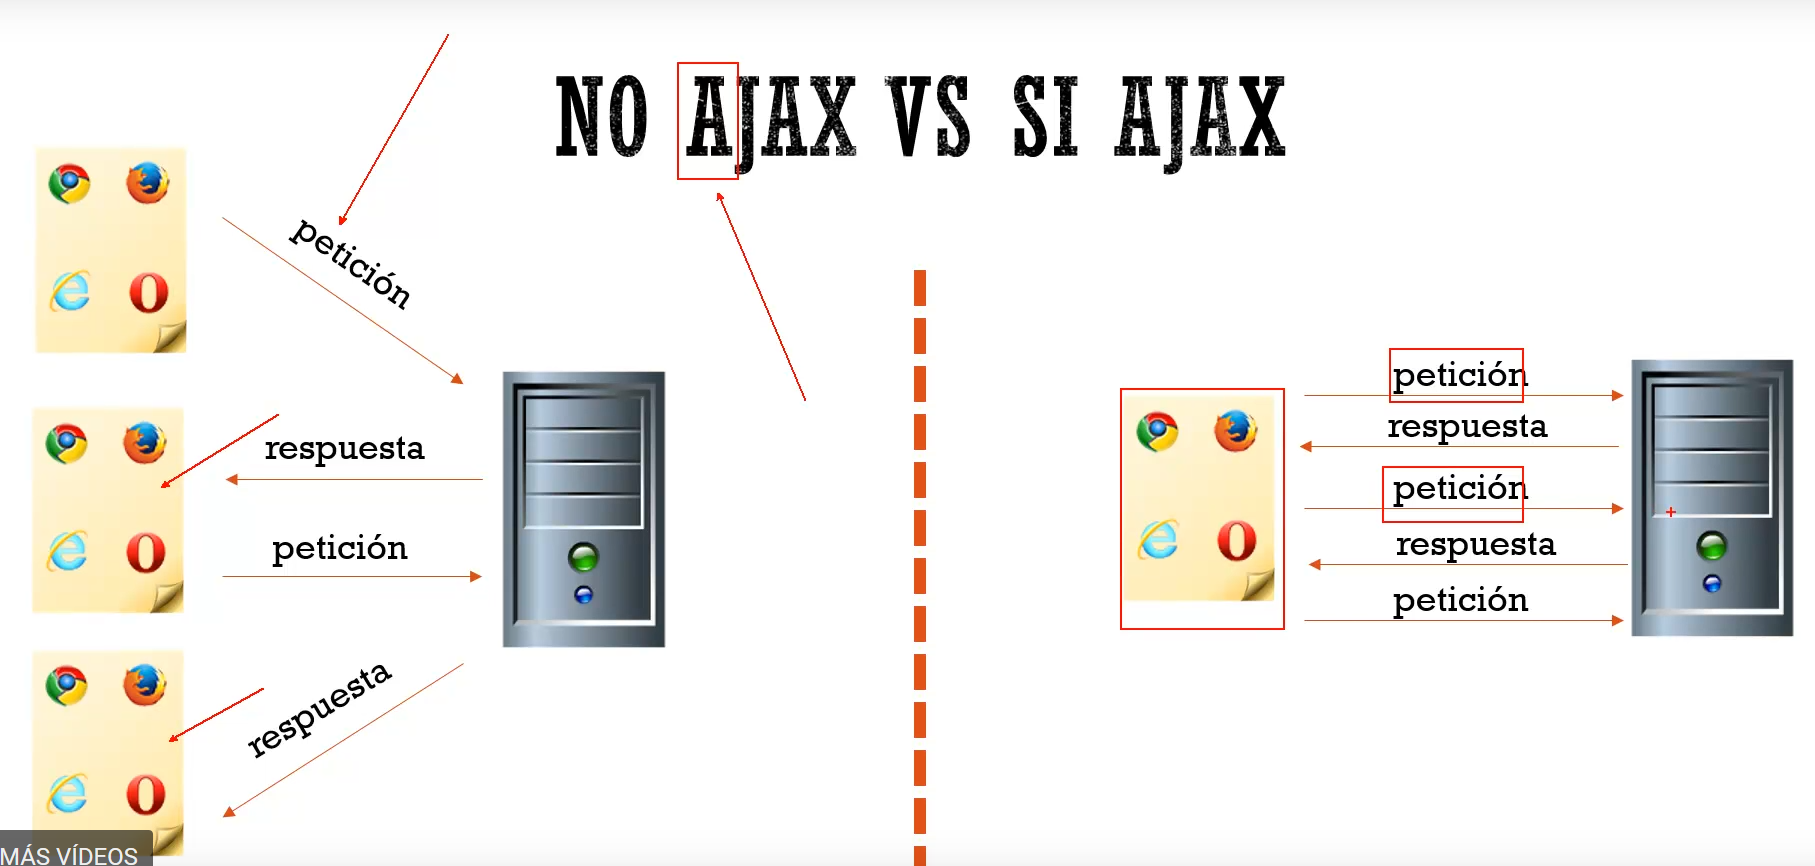 NO AJAX VS SI AJAX
petición
respuesta
petición
respuesta
petición
respuesta
petición
respuesta
petición
MÁS VÍDEOS